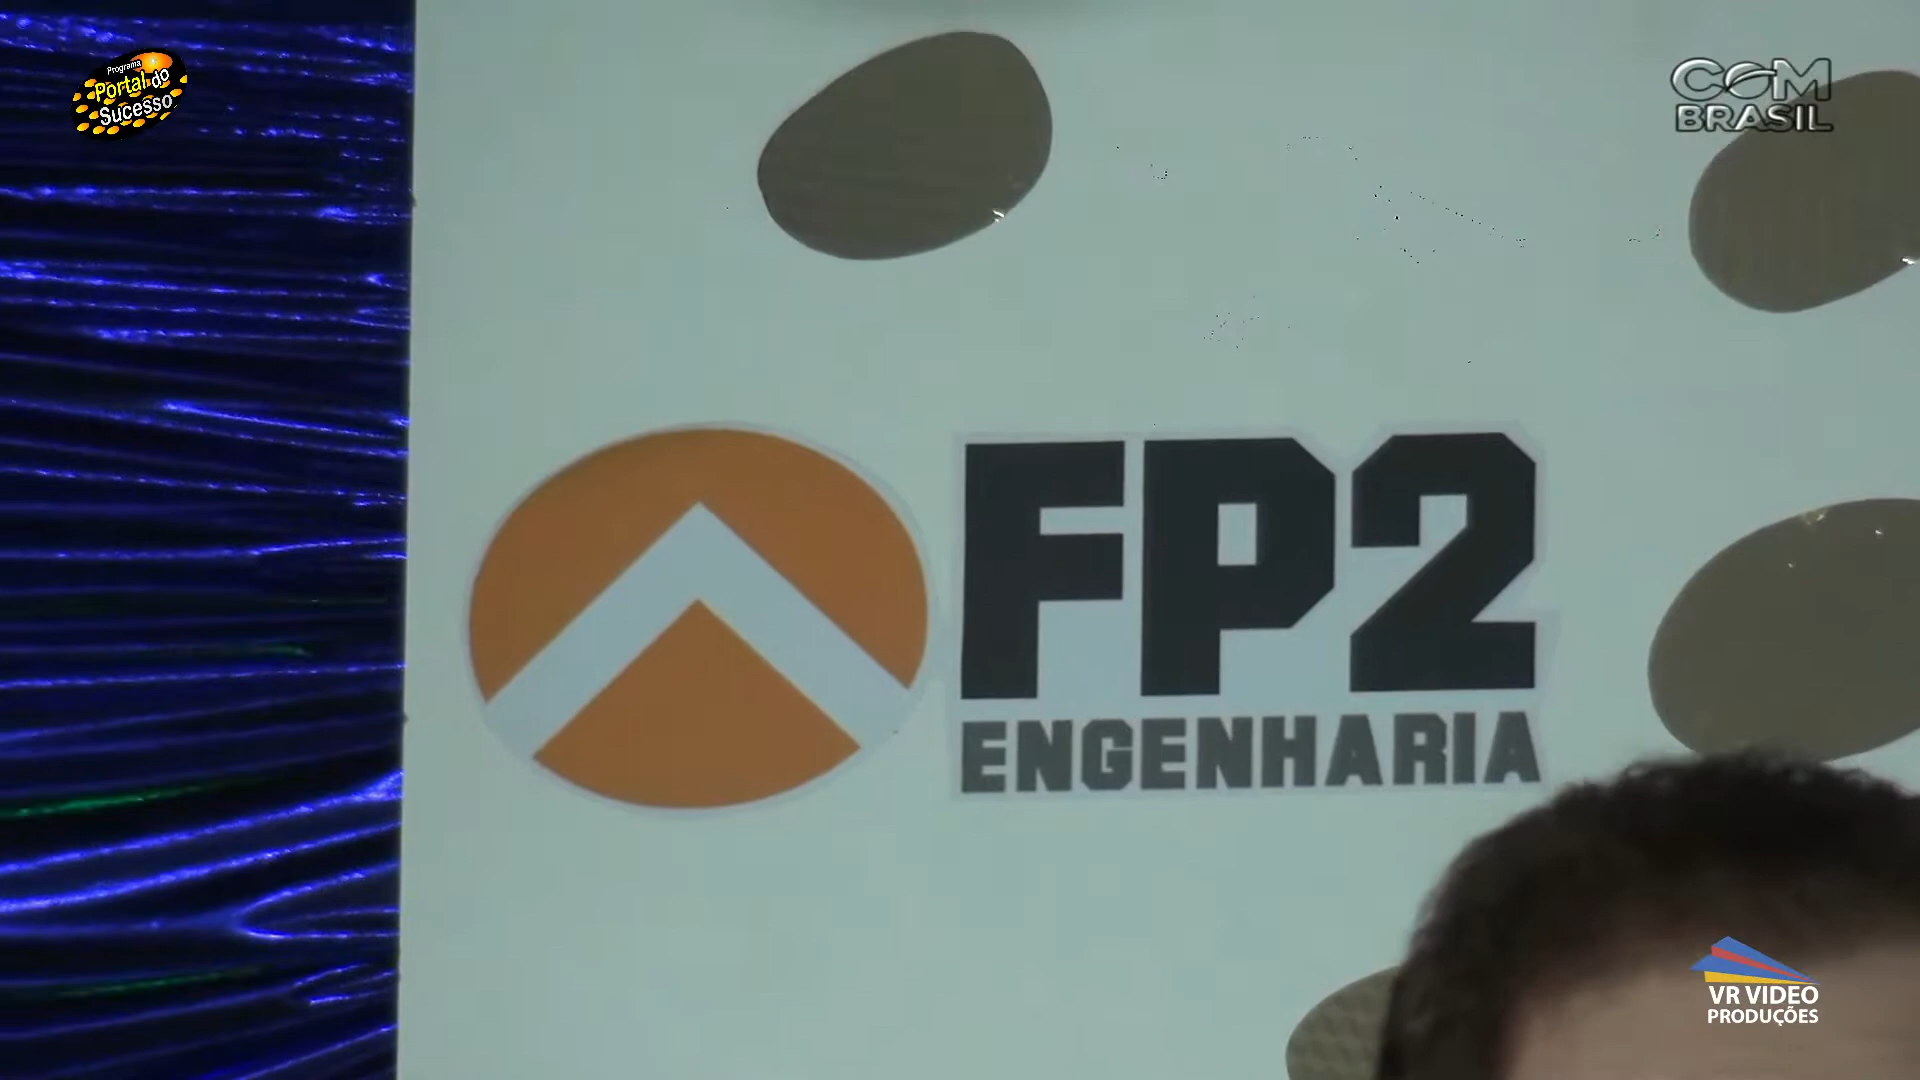 Programa
Portal do
Sucesso
COM
BRASIL
FP2
ENGENHARIA
VR VIDEO
PRODUÇÕES